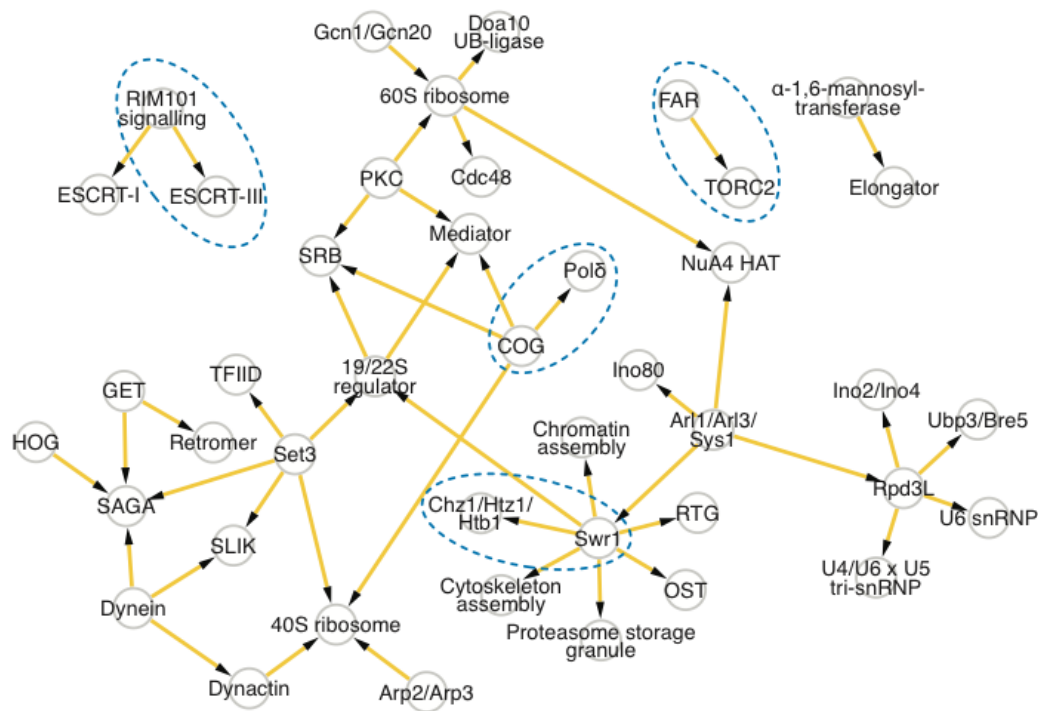 Gcn1/Gcn20
Doa10
UB-ligase
RIM101
signalling
60S ribosome
FAR
α-1,6-mannosyl-
transferase
ESCRT-I
ESCRT-III
PKC
Cdc48
TORC2
Elongator
SRB
Mediator
Polδ
NuA4 HAT
COG
TFIID
19/22S
regulator
Ino80
Ino2/Ino4
GET
Retromer
HOG
Set3
Chromatin
assembly
Arl1/Arl3/
Sys1
Ubp3/Bre5
SAGA
Chz1/Htz1/
Htb1
RTG
Rpd3L
U6 snRNP
SLIK
Swr1
U4/U6 x U5
tri-snRNP
Dynein
40S ribosome
Cytoskeleton
assembly
OST
Proteasome storage
granule
Dynactin
Arp2/Arp3